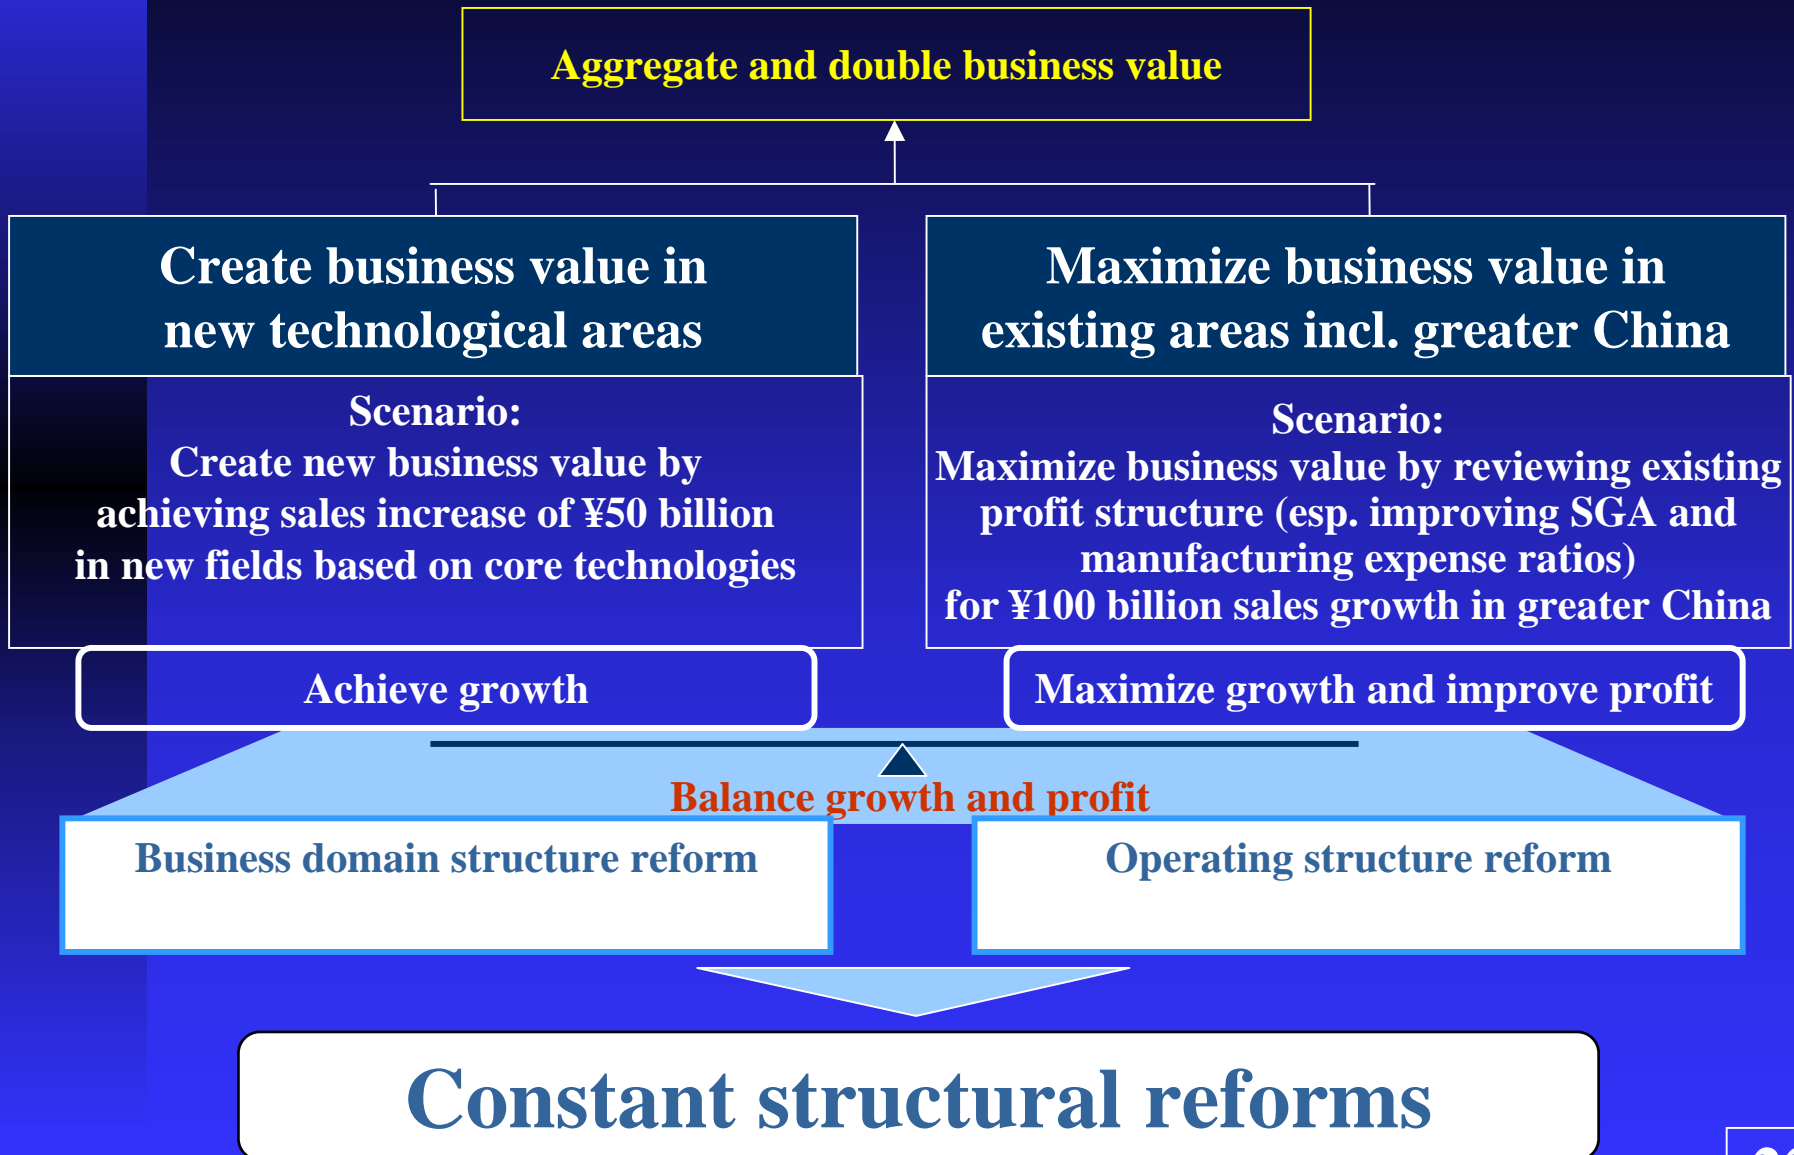 Aggregate and double business value
Create business value in
new technological areas
Scenario:
Create new business value by
achieving sales increase of ¥50 billion
in new fields based on core technologies
Achieve growth
Maximize business value in
existing areas incl. greater China
Scenario:
Maximize business value by reviewing existing
profit structure (esp. improving SGA and
manufacturing expense ratios)
for ¥100 billion sales growth in greater China
Maximize growth and improve profit
Balance growth and profit
Business domain structure reform
Operating structure reform
Constant structural reforms